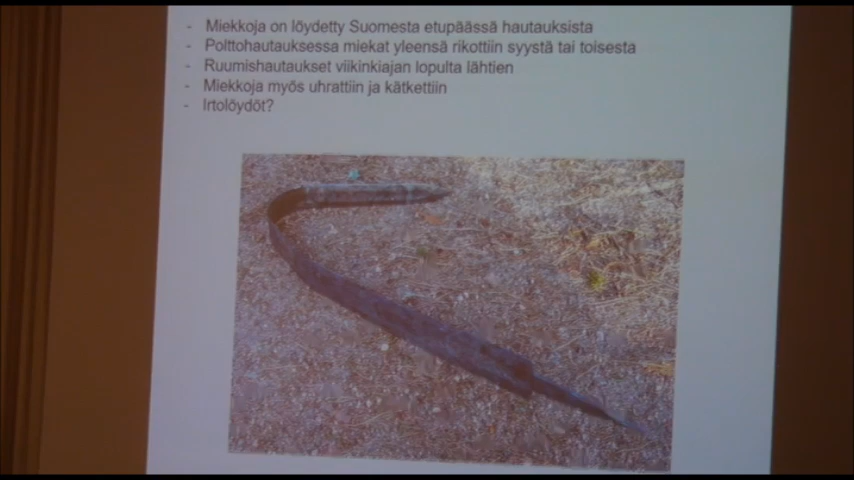 - Miekkoja on löydetty Suomesta etupäässä hautauksista
- Polttohautauksessa miekat yleensä rikottiin syystä tai toisesta
- Ruumishautaukset viikinkiajan lopulta lähtien
- Miekkoja myös uhrattiin ja kätkettiin
- Irtolöydöt?